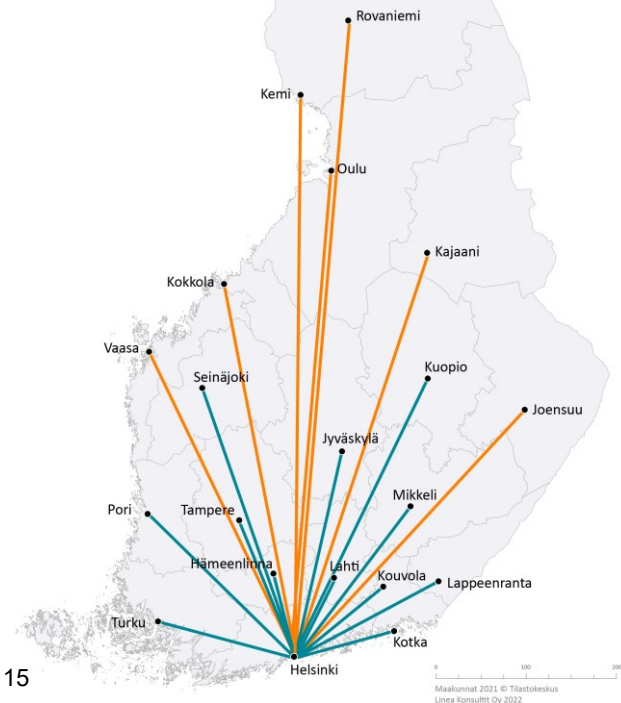 Rovaniemi
Kemi
Oulu
Kajaani
Kokkola
Vaasa
Kuopio
Seinäjoki
Joensuu
Jyväskylä
Mikkeli
Pori
Tampere
Hämeenlinna
Lahti
Kouvola
Lappeenranta
Turku
Kotka
Helsinki
0 100 200
15
Maakunnat 2021 © Tilastokeskus
Linea Konsultit Oy 2022